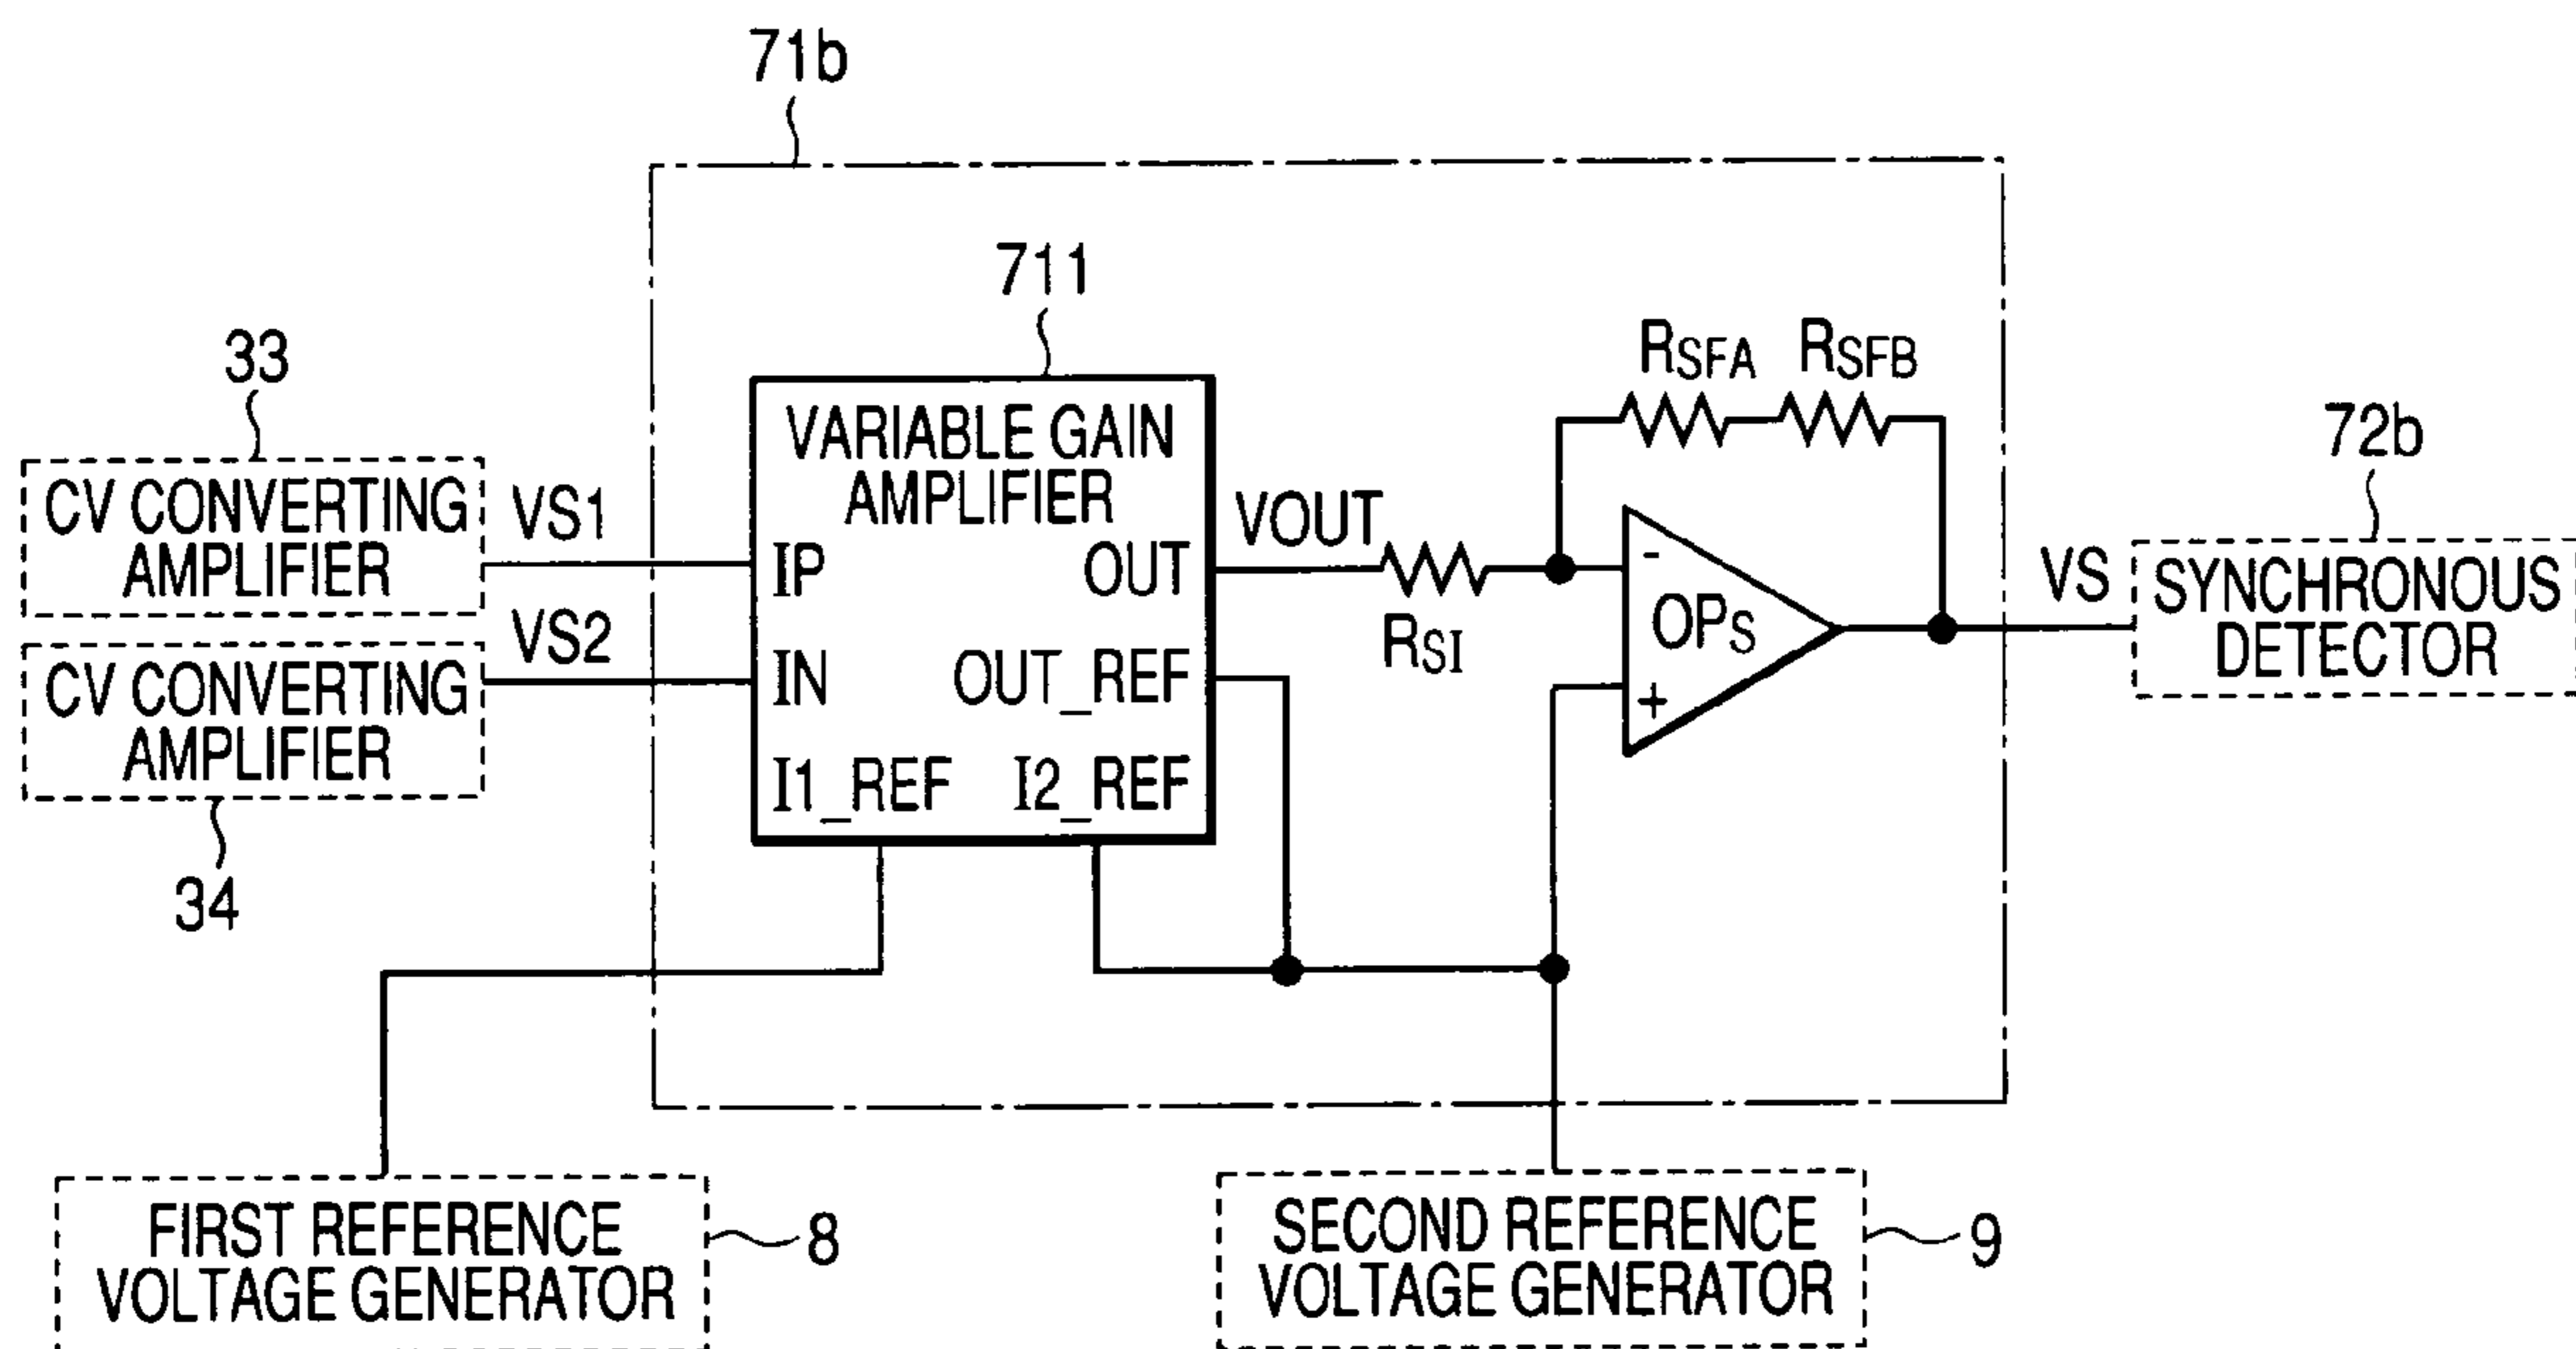 71b
711
33
CV CONVERTING
AMPLIFIER
VS1
VS2
CV CONVERTING
AMPLIFIER
34
VARIABLE GAIN
AMPLIFIER
IP
OUT
IN
OUT_REF
I1_REF
I2_REF
VOUT
RSI
RSFA
RSFB
-
OPS
+
VS
72b
SYNCHRONOUS
DETECTOR
FIRST REFERENCE
VOLTAGE GENERATOR
8
SECOND REFERENCE
VOLTAGE GENERATOR
9